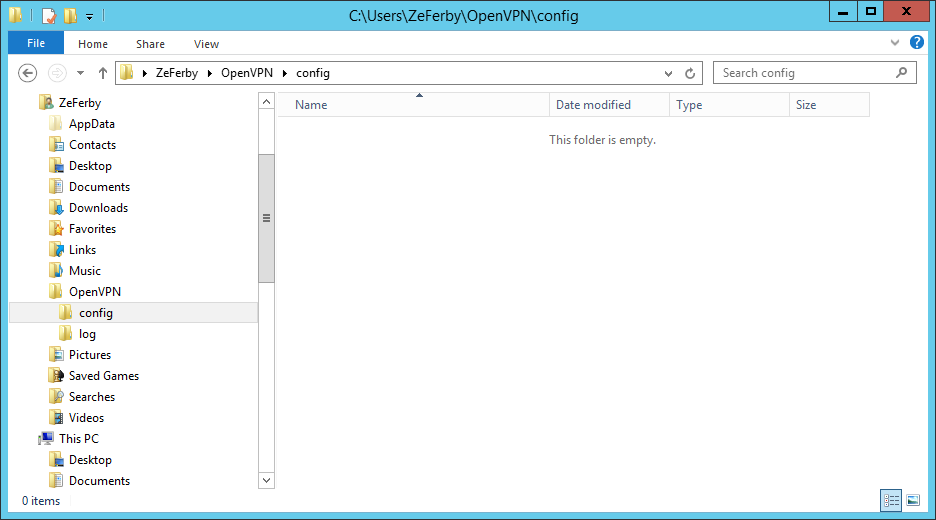 C:\Users\ZeFerby\OpenVPN\config
File Home Share View
ZeFerby OpenVPN config Search config
ZeFerby
AppData
Contacts
Desktop
Documents
Downloads
Favorites
Links
Music
OpenVPN
config
log
Pictures
Saved Games
Searches
Videos
This PC
Desktop
Documents
Name Date modified Type Size
This folder is empty.
0 items